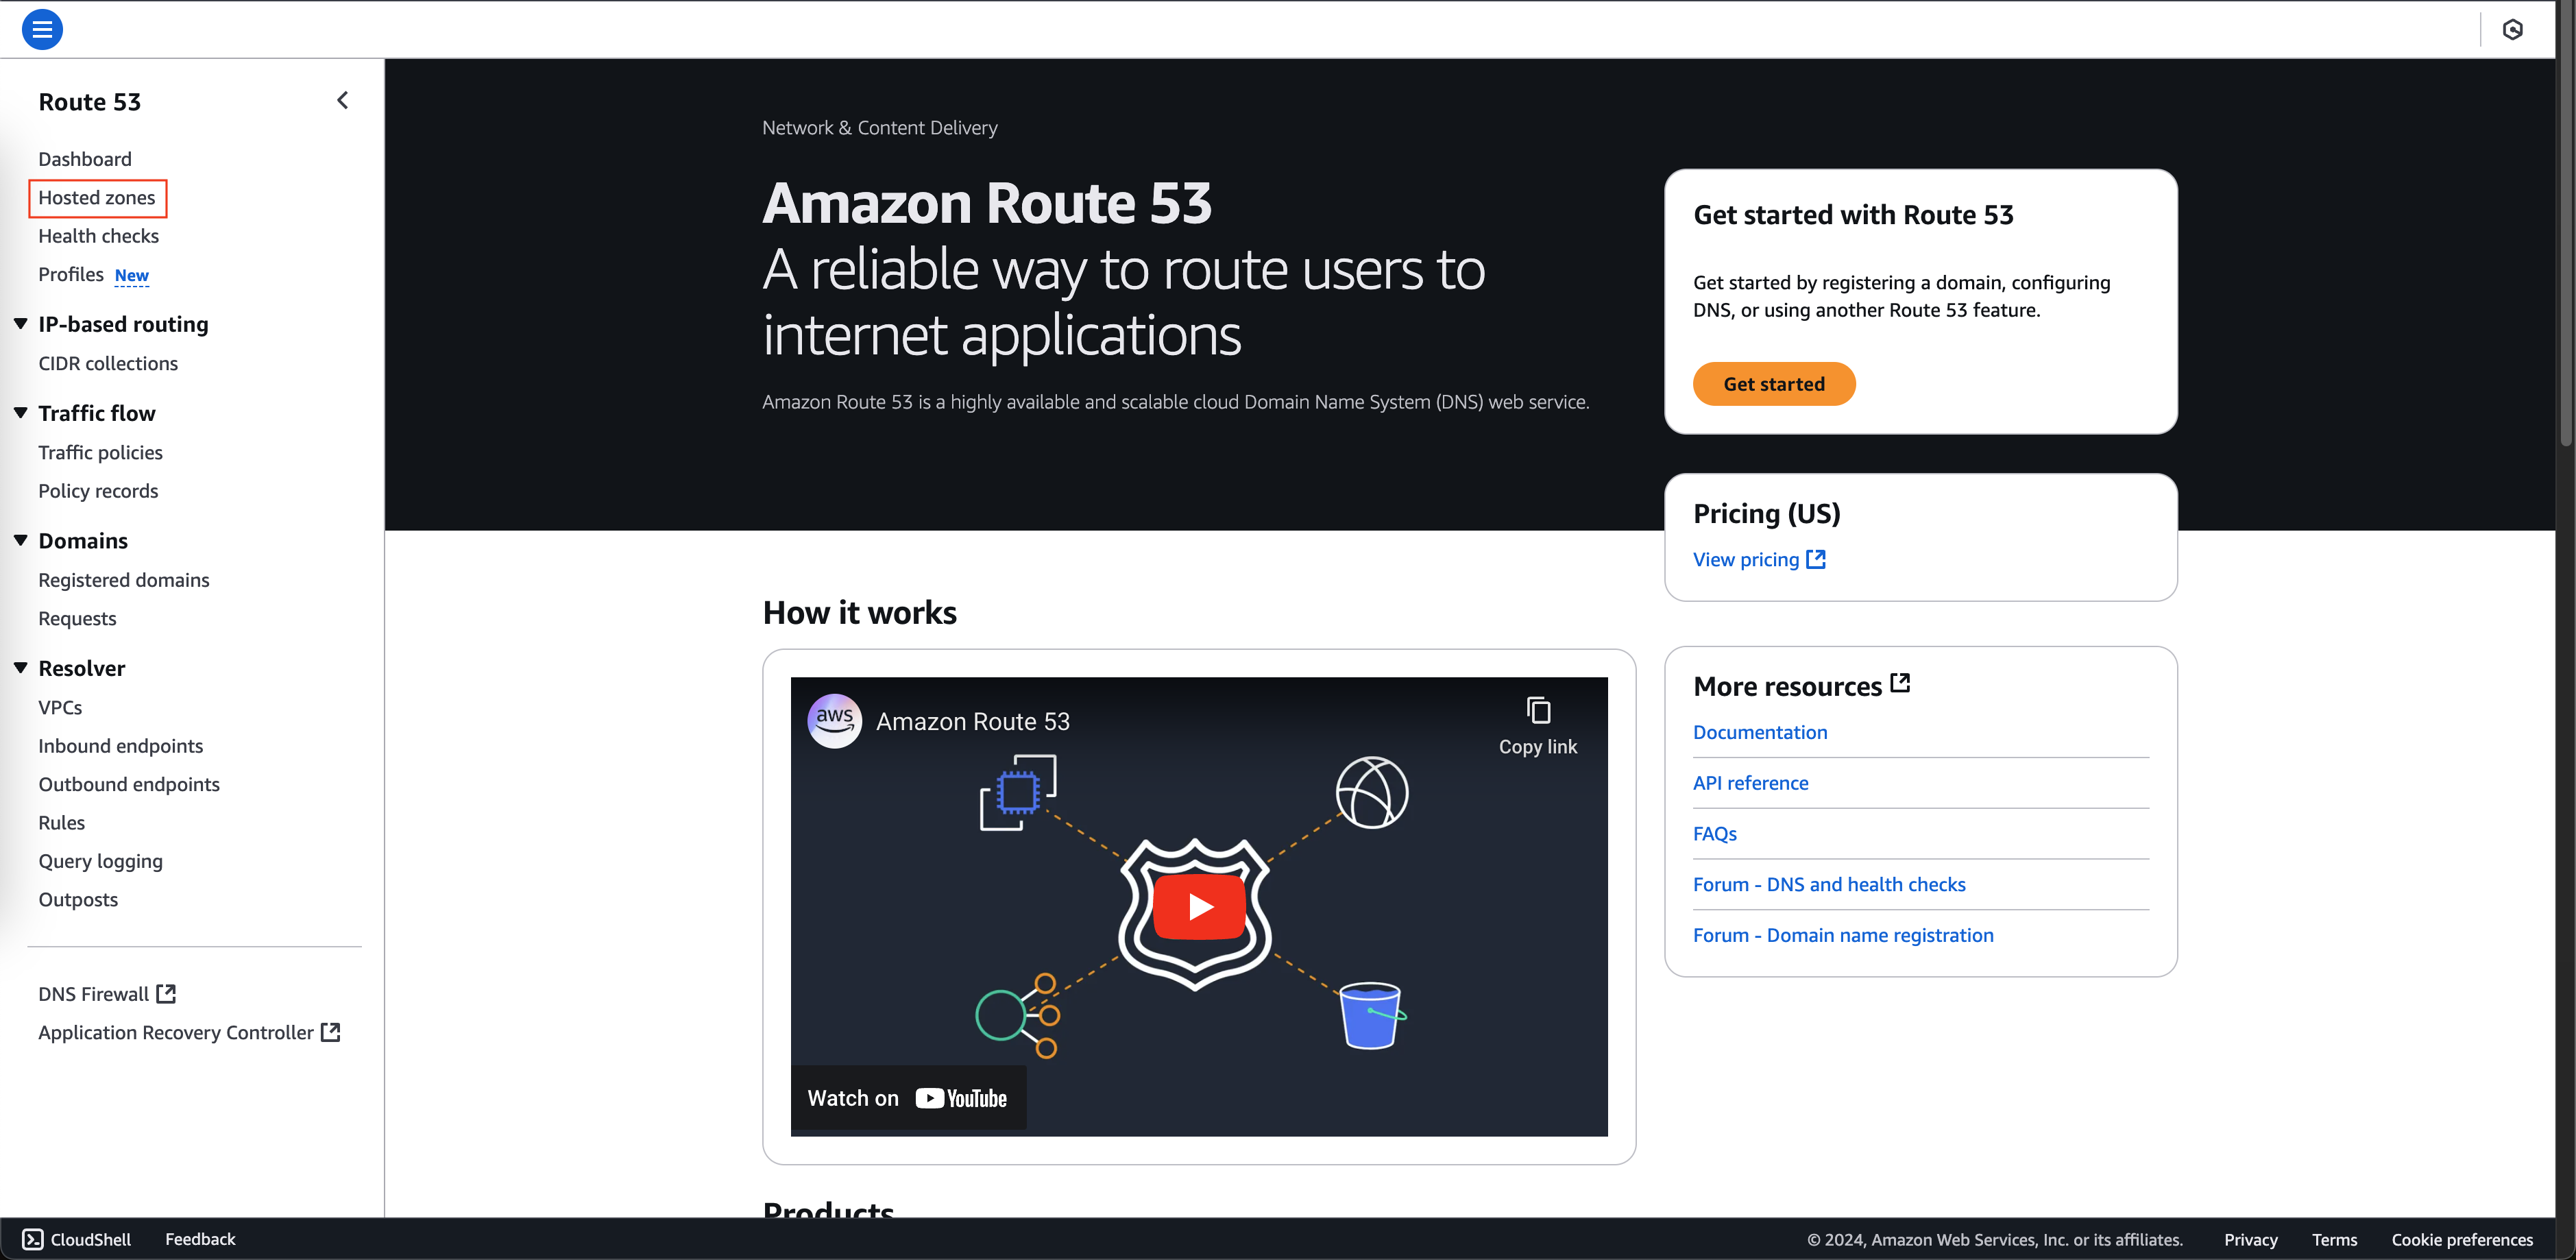 Route 53
Dashboard
Hosted zones
Health checks
Profiles New
IP-based routing
CIDR collections
Traffic flow
Traffic policies
Policy records
Domains
Registered domains
Requests
Resolver
VPCs
Inbound endpoints
Outbound endpoints
Rules
Query logging
Outposts
DNS Firewall
Application Recovery Controller
Network & Content Delivery
Amazon Route 53
A reliable way to route users to
internet applications
Amazon Route 53 is a highly available and scalable cloud Domain Name System (DNS) web service.
Get started with Route 53
Get started by registering a domain, configuring
DNS, or using another Route 53 feature.
Get started
Pricing (US)
View pricing
How it works
aws
Amazon Route 53
Copy link
Watch on YouTube
More resources
Documentation
API reference
FAQs
Forum - DNS and health checks
Forum - Domain name registration
Products
CloudShell
Feedback
© 2024, Amazon Web Services, Inc. or its affiliates.
Privacy
Terms
Cookie preferences